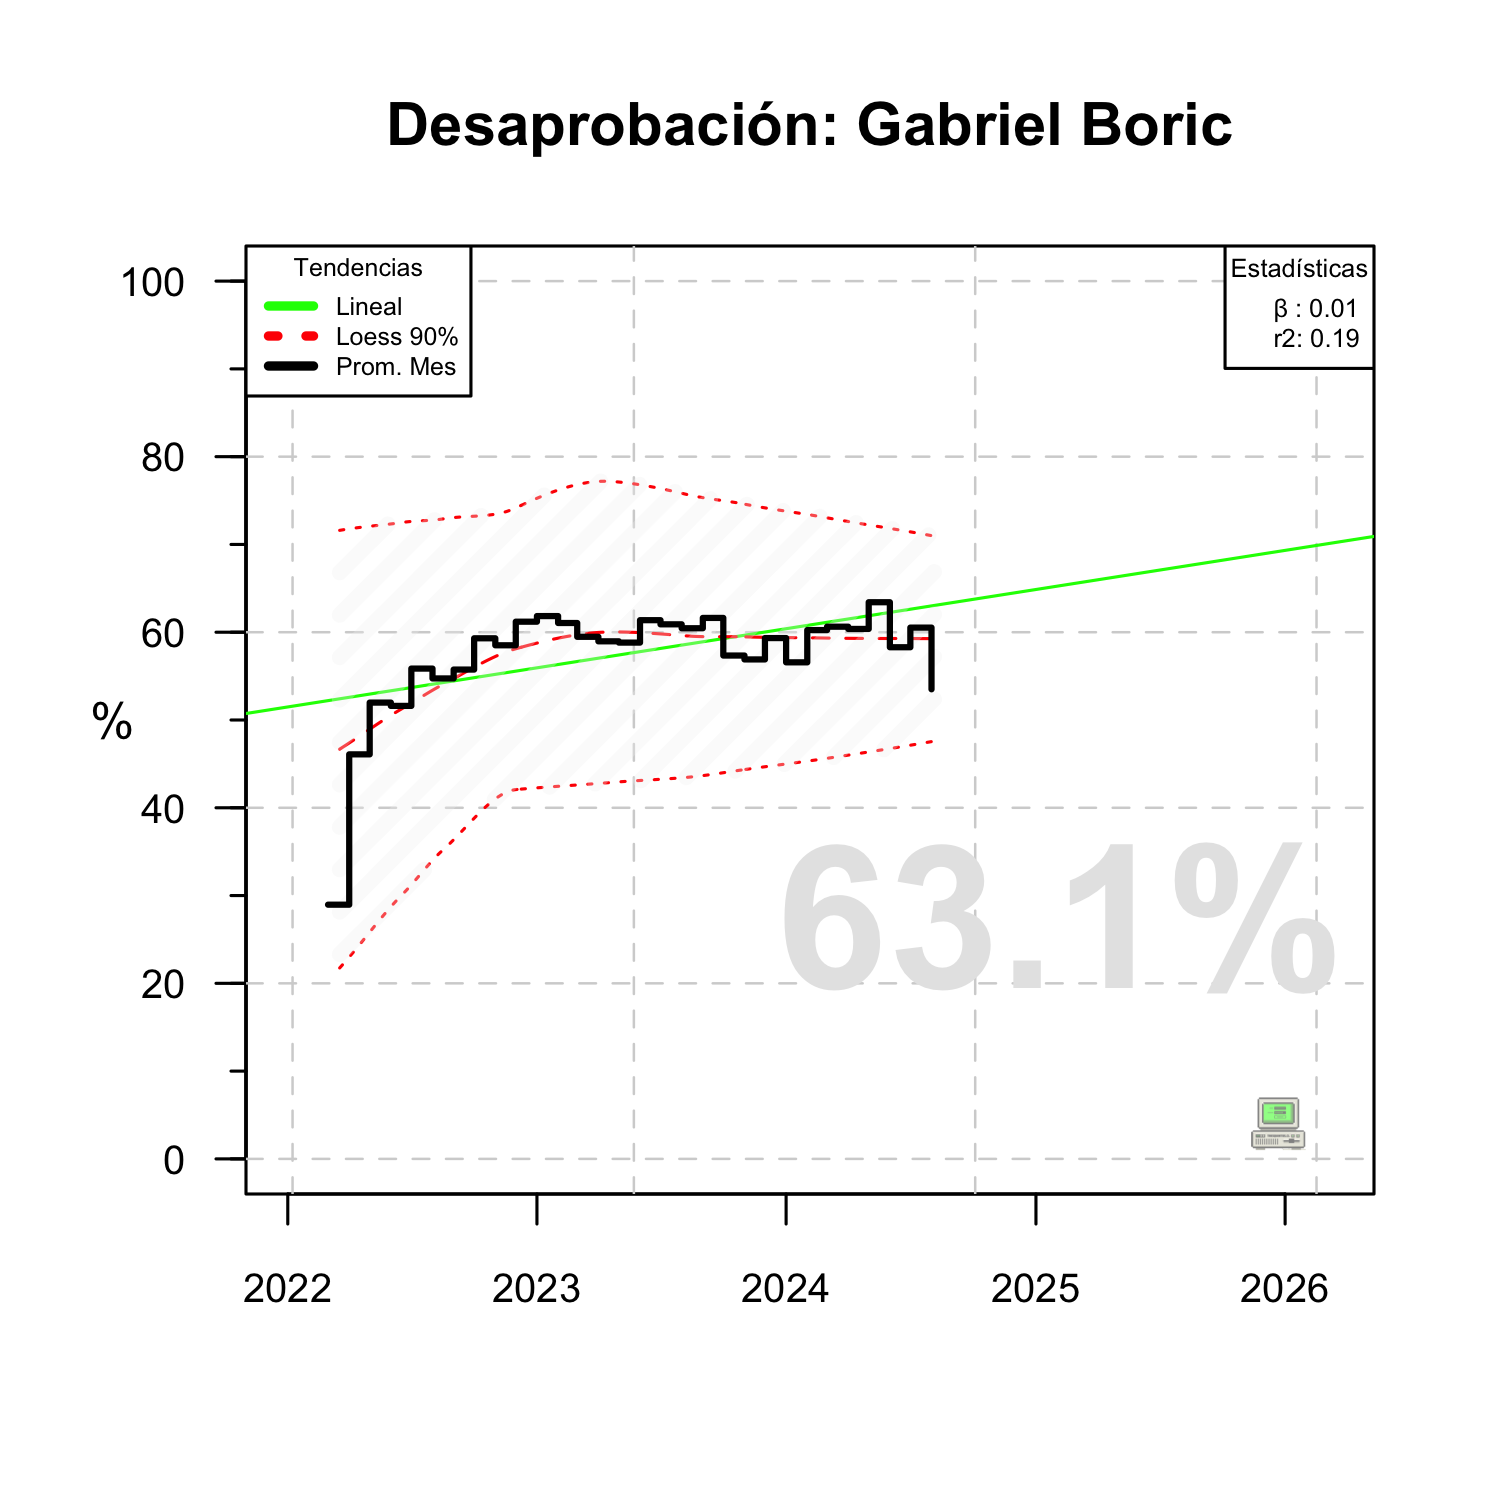 Desaprobación: Gabriel Boric
Tendencias
Lineal
Loess 90%
Prom. Mes
Estadísticas
β : 0.01
r2: 0.19
100
80
60
%
40
20
0
63.1%
2022 2023 2024 2025 2026